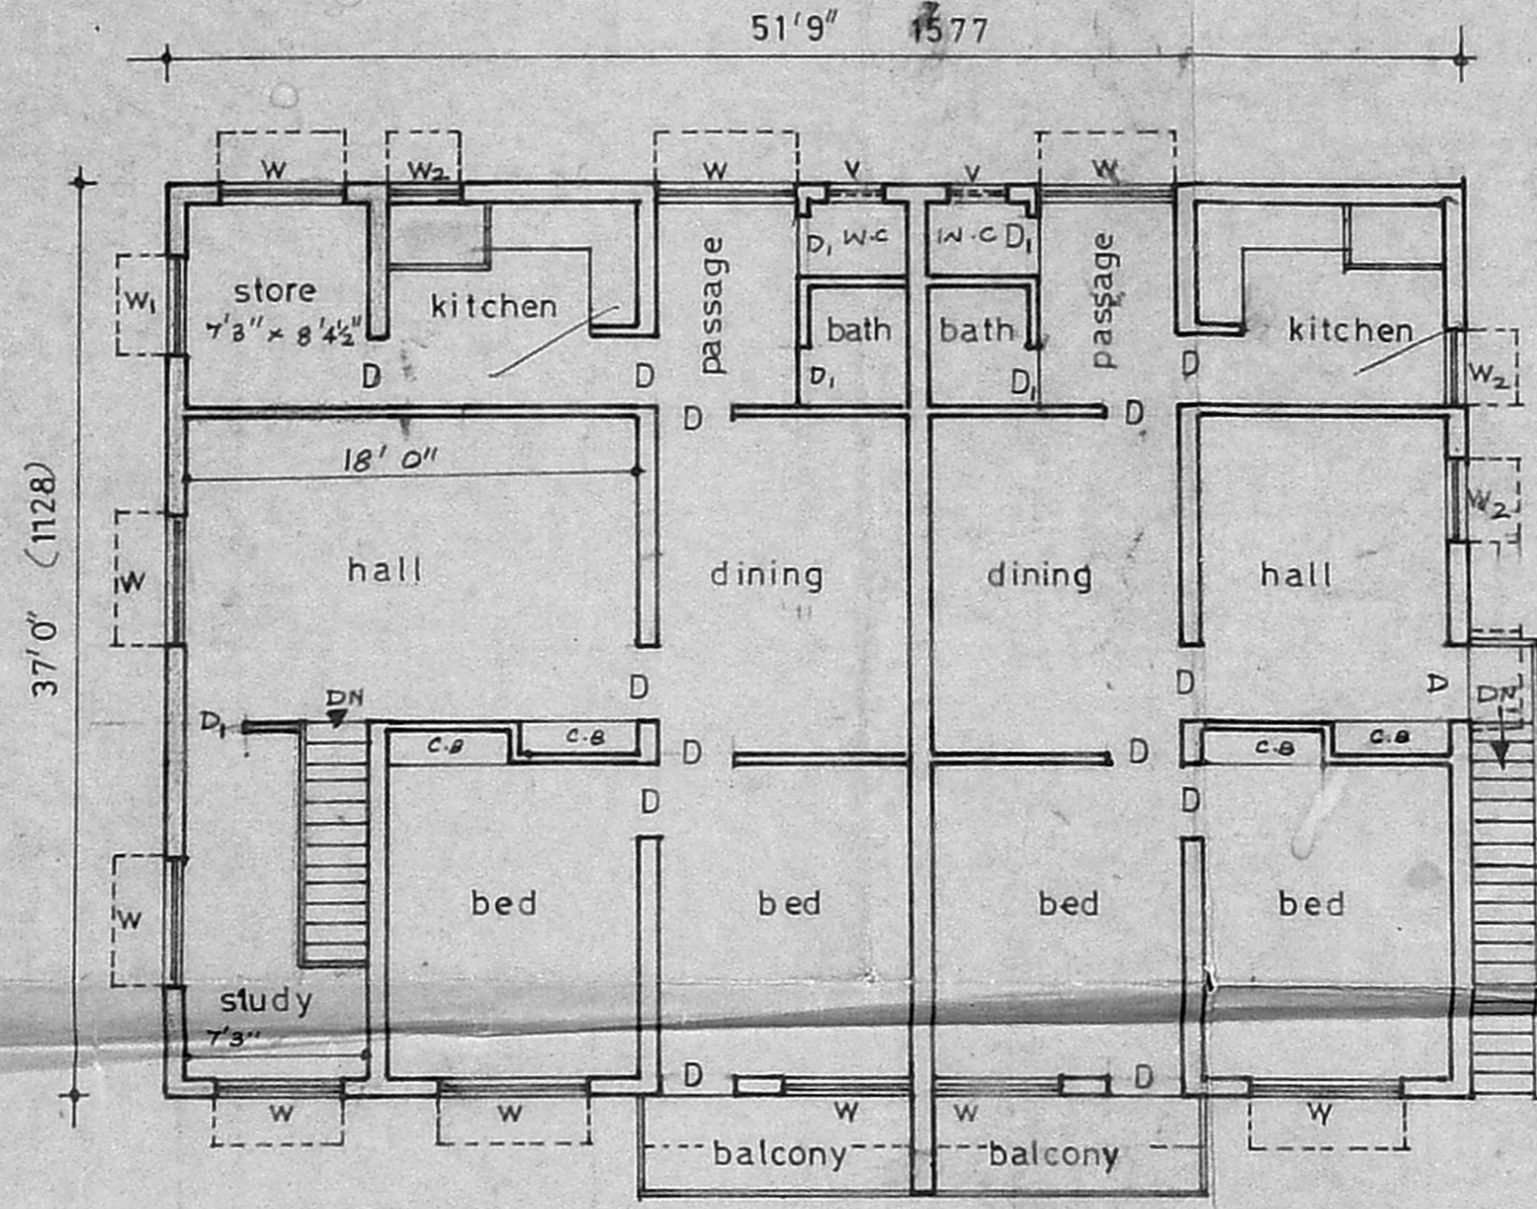 51'9" 1577
W W2 W V V W
D1 W.C W.C D1
passage passage
W1 store kitchen bath bath kitchen
7'3" x 8'4½"
D D D1 D1 D W2
D D
18' 0"
37'0" (1128)
W2
W hall dining dining hall
D D D
D1 DN DN
C.B C.B D D C.B C.B
D D
W bed bed bed bed
study
7'3"
D D
W W W W W
balcony balcony